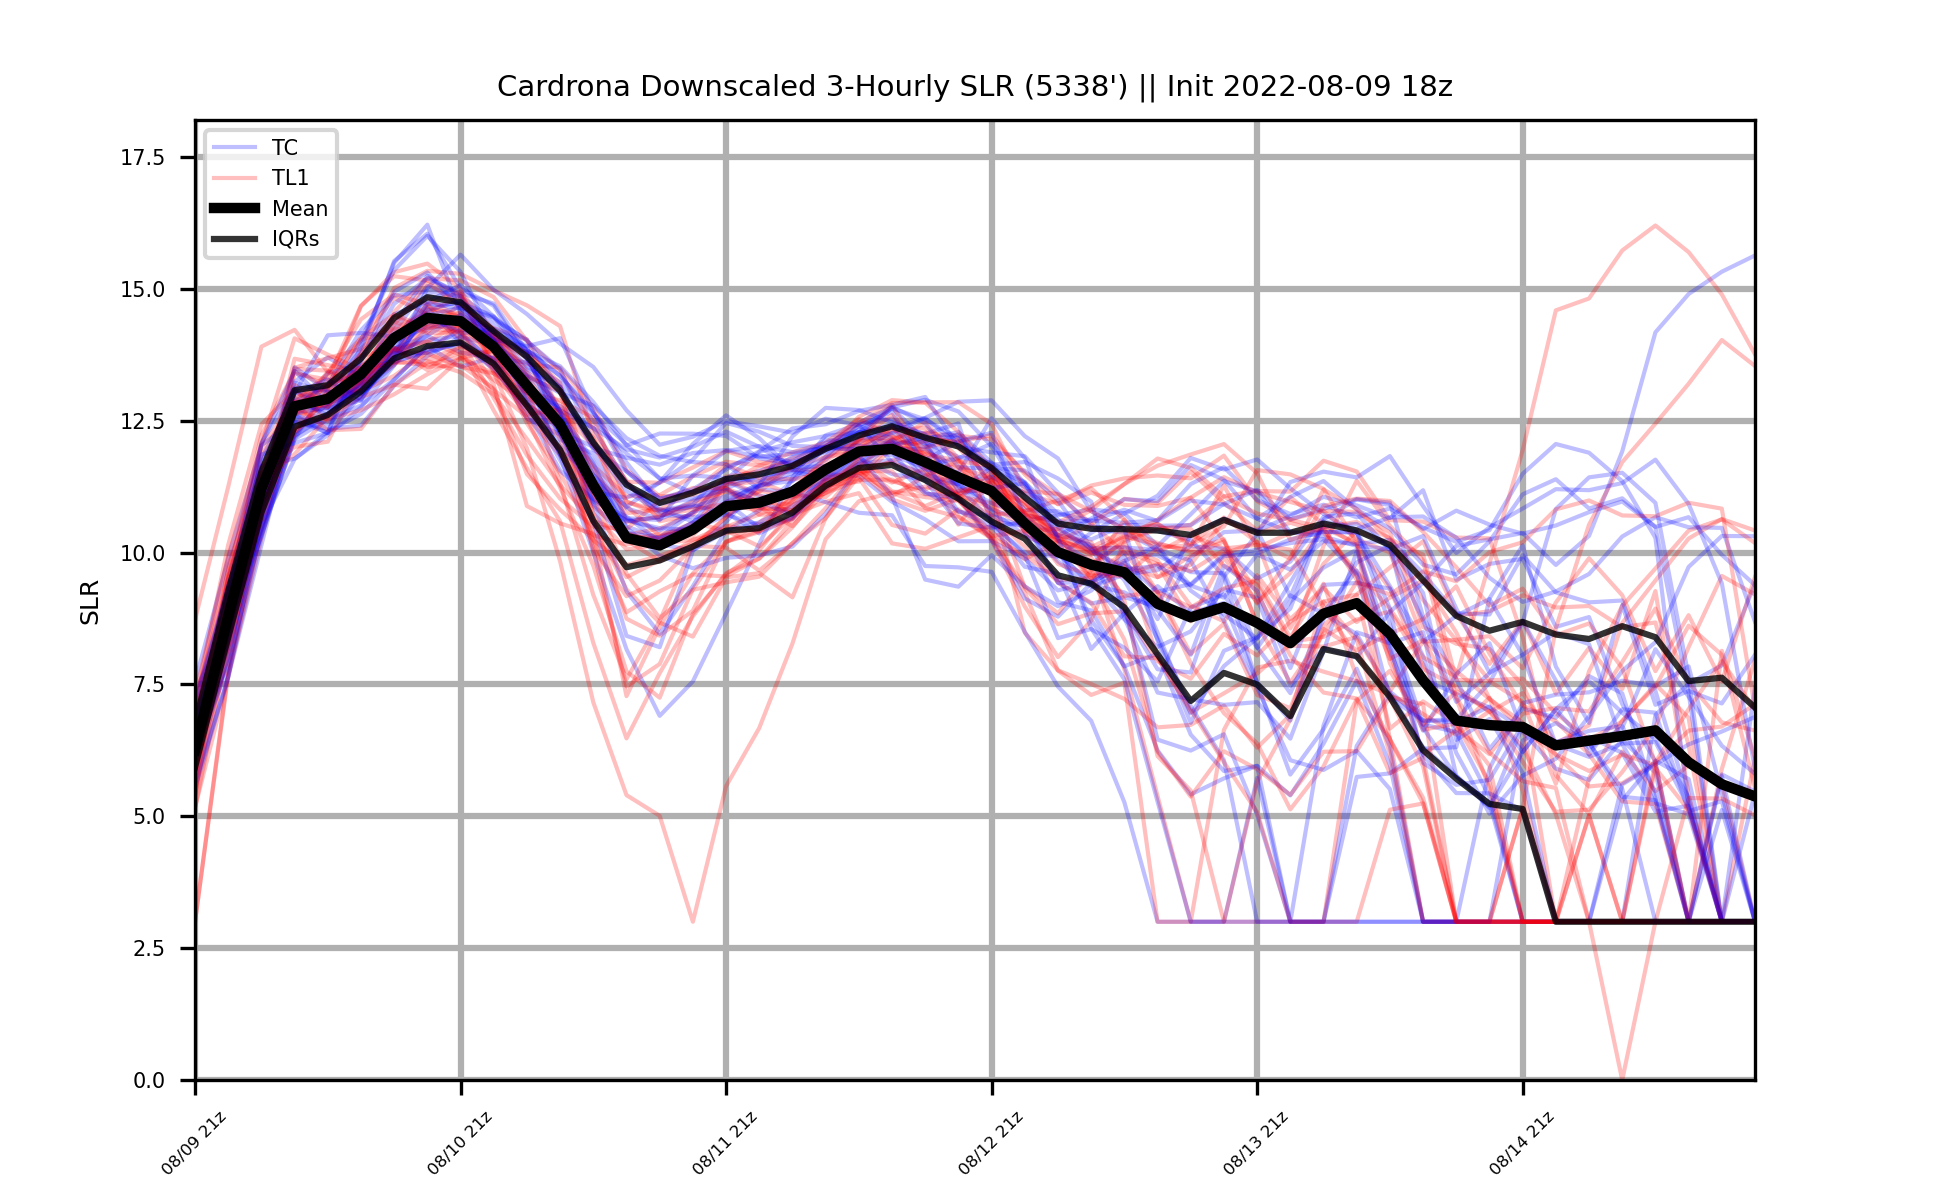 Cardrona Downscaled 3-Hourly SLR (5338') || Init 2022-08-09 18z
TC
TL1
Mean
IQRs
17.5
15.0
12.5
10.0
7.5
5.0
2.5
0.0
SLR
08/09 21z
08/10 21z
08/11 21z
08/12 21z
08/13 21z
08/14 21z